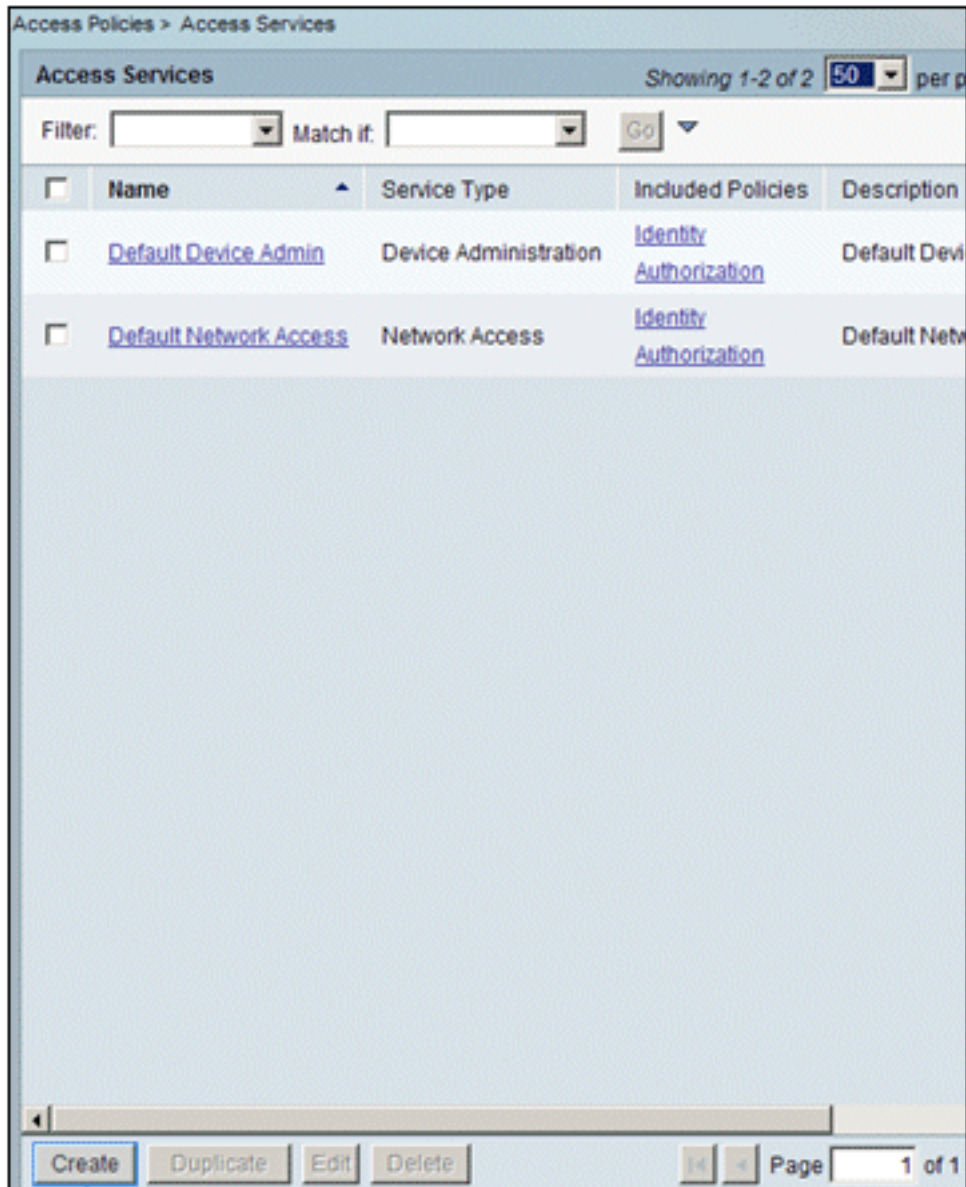 Access Policies > Access Services
Access Services Showing 1-2 of 2 50 per p
Filter: Match if: Go
Name Service Type Included Policies Description
Default Device Admin Device Administration Identity Authorization Default Devi
Default Network Access Network Access Identity Authorization Default Netw
Create Duplicate Edit Delete Page 1 of 1